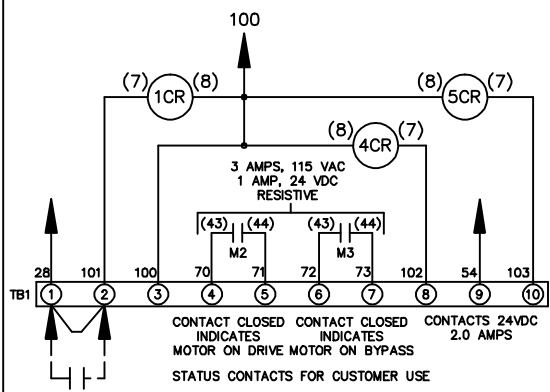 100
(7) 1CR (8)
(8) 5CR (7)
(8) 4CR (7)
3 AMPS, 115 VAC
1 AMP, 24 VDC
RESISTIVE
(43) (44) (43) (44)
M2 M3
28 101 100 70 71 72 73 102 54 103
TB1 1 2 3 4 5 6 7 8 9 10
CONTACT CLOSED INDICATES MOTOR ON DRIVE
CONTACT CLOSED INDICATES MOTOR ON BYPASS
CONTACTS 24VDC
2.0 AMPS
STATUS CONTACTS FOR CUSTOMER USE